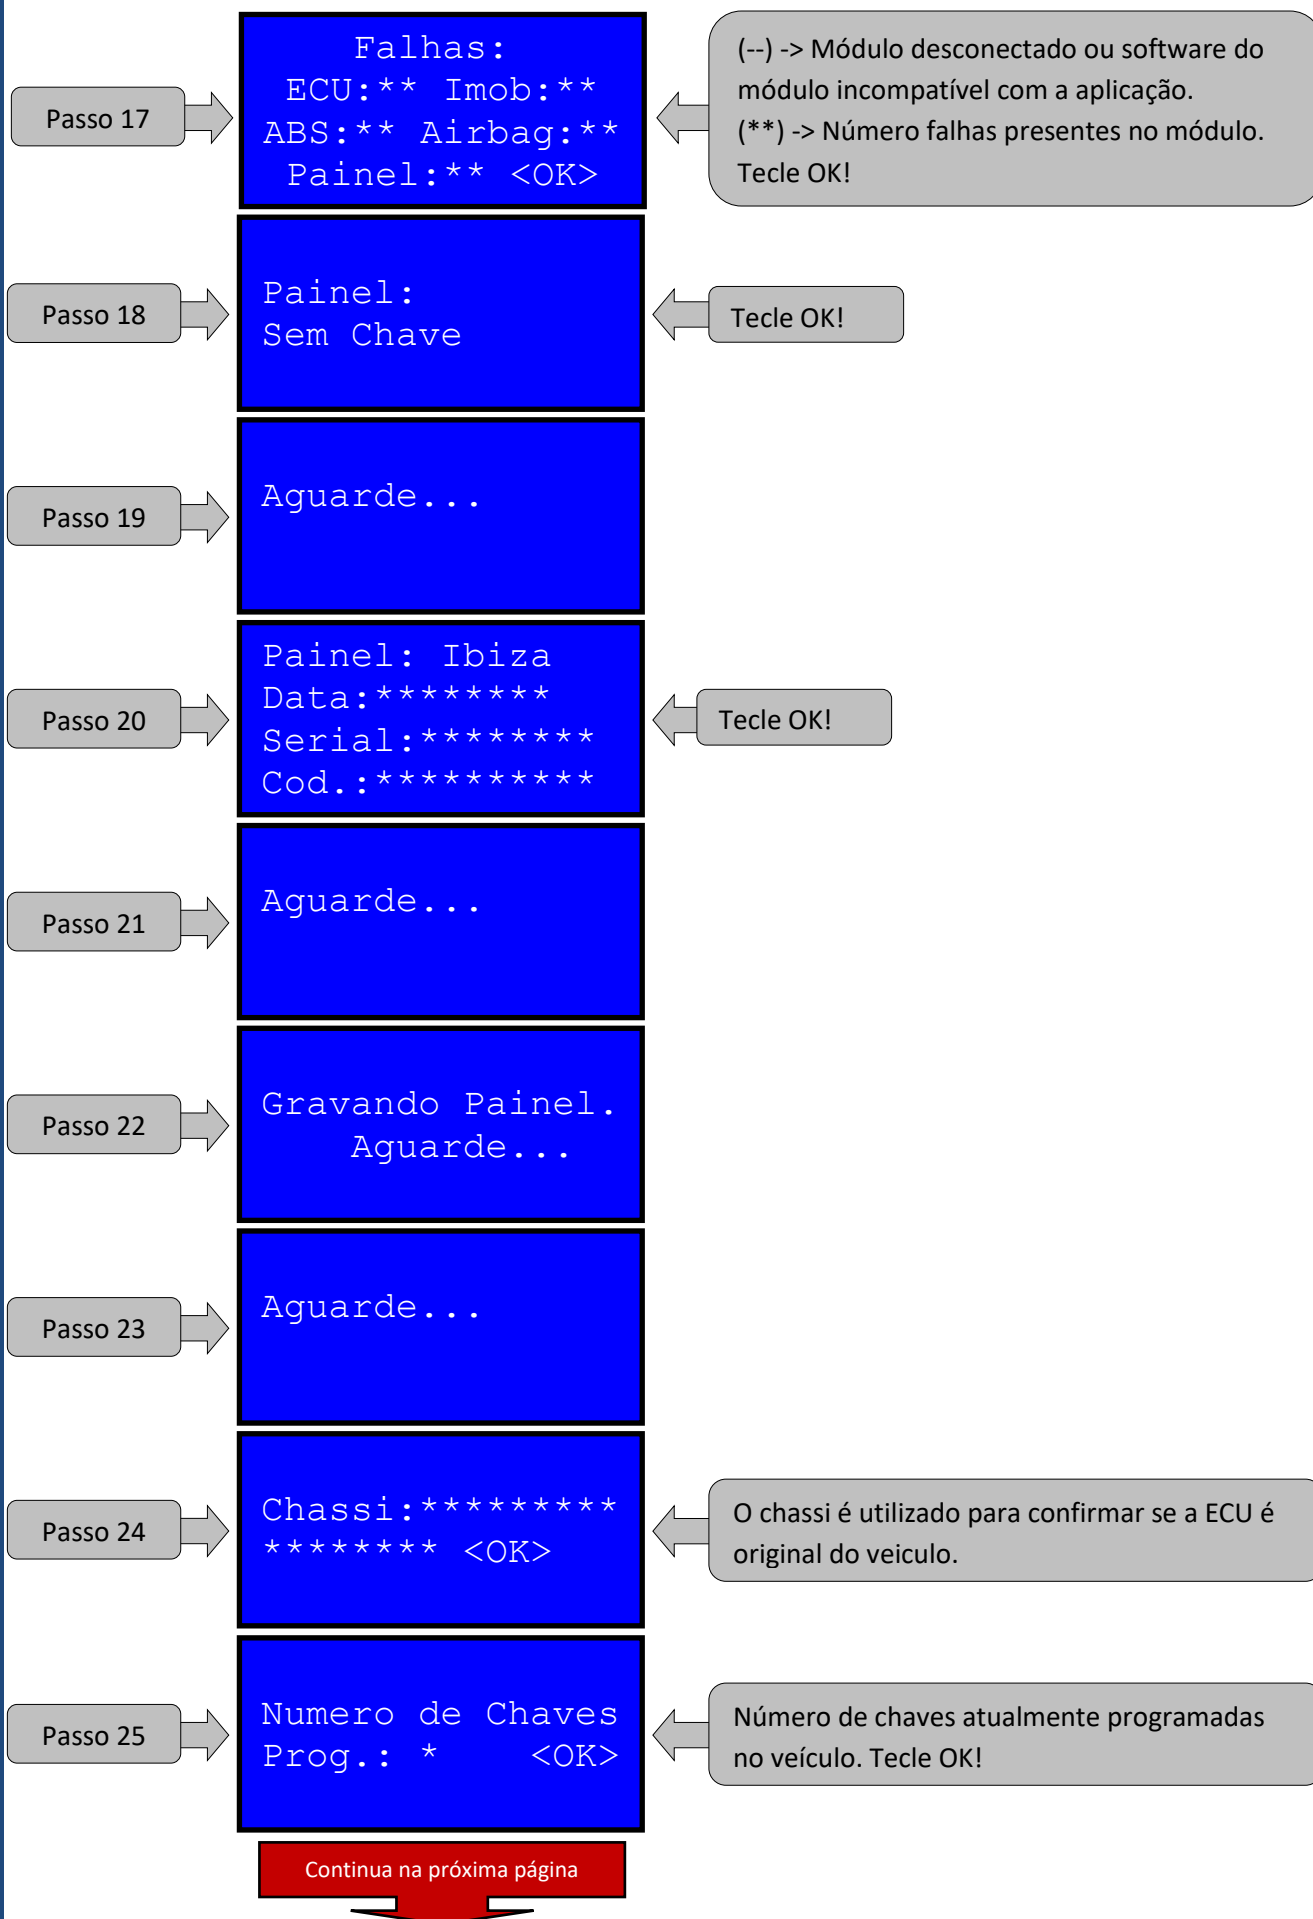 Passo 17
Falhas:
ECU:** Imob:**
ABS:** Airbag:**
Painel:** <OK>
(--) -> Módulo desconectado ou software do
módulo incompatível com a aplicação.
(**) -> Número falhas presentes no módulo.
Tecle OK!
Passo 18
Painel:
Sem Chave
Tecle OK!
Passo 19
Aguarde...
Passo 20
Painel: Ibiza
Data:********
Serial:********
Cod.:**********
Tecle OK!
Passo 21
Aguarde...
Passo 22
Gravando Painel.
Aguarde...
Passo 23
Aguarde...
Passo 24
Chassi:*********
******** <OK>
O chassi é utilizado para confirmar se a ECU é
original do veiculo.
Passo 25
Numero de Chaves
Prog.: * <OK>
Número de chaves atualmente programadas
no veículo. Tecle OK!
Continua na próxima página